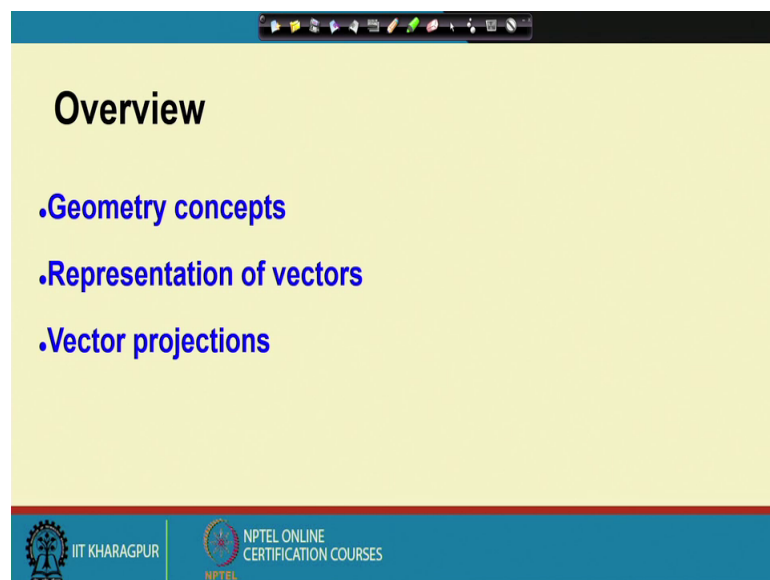 Overview
•Geometry concepts
•Representation of vectors
•Vector projections
IIT KHARAGPUR
NPTEL ONLINE
CERTIFICATION COURSES
NPTEL